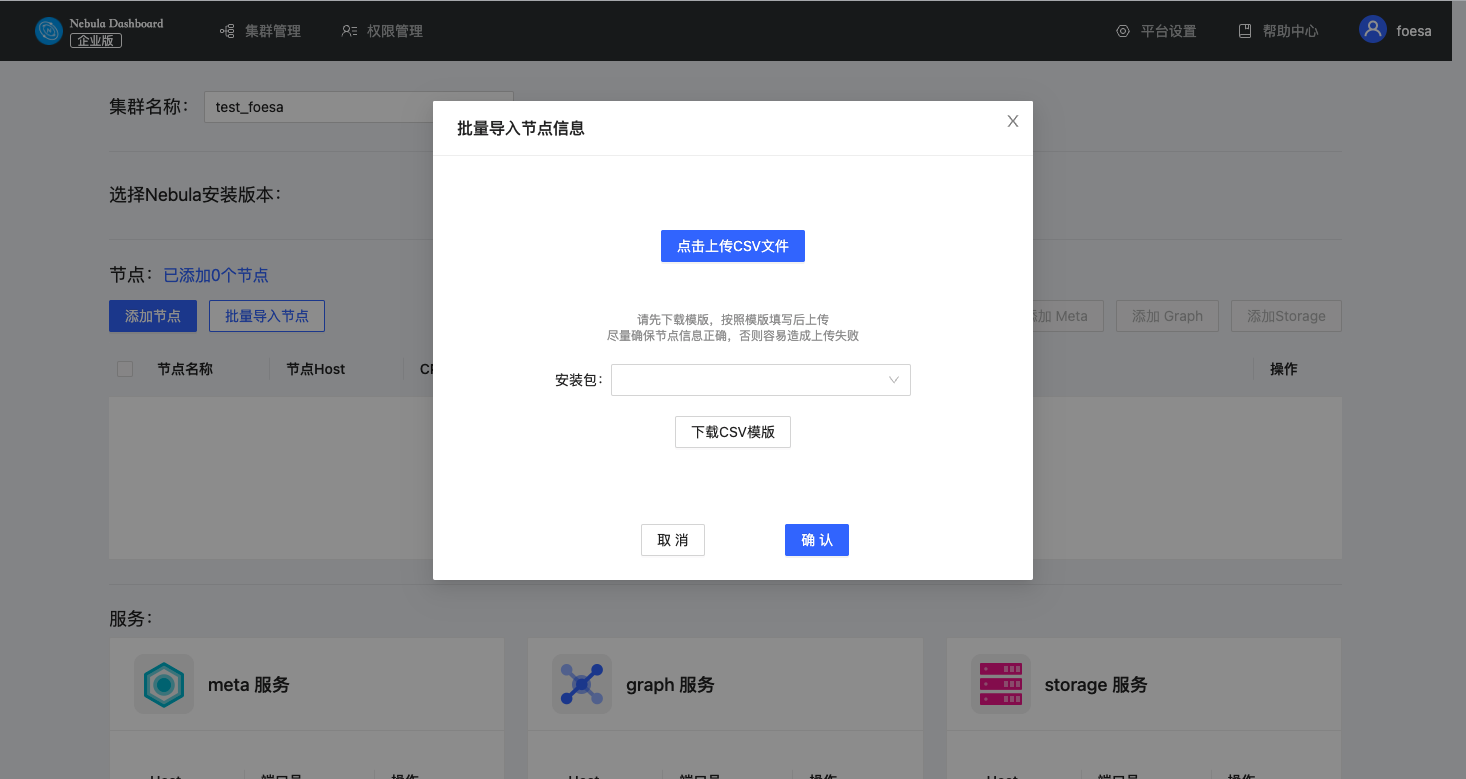 Nebula Dashboard
企业版
集群管理
权限管理
平台设置
帮助中心
foesa
集群名称：
test_foesa
批量导入节点信息
选择Nebula安装版本：
点击上传CSV文件
节点：
已添加0个节点
添加节点
批量导入节点
请先下载模版，按照模版填写后上传
尽量确保节点信息正确，否则容易造成上传失败
加 Meta
添加 Graph
添加Storage
节点名称
节点Host
操作
安装包：
下载CSV模版
取 消
确 认
服务：
meta 服务
graph 服务
storage 服务
Host
端口号
操作
Host
端口号
操作
Host
端口号
操作